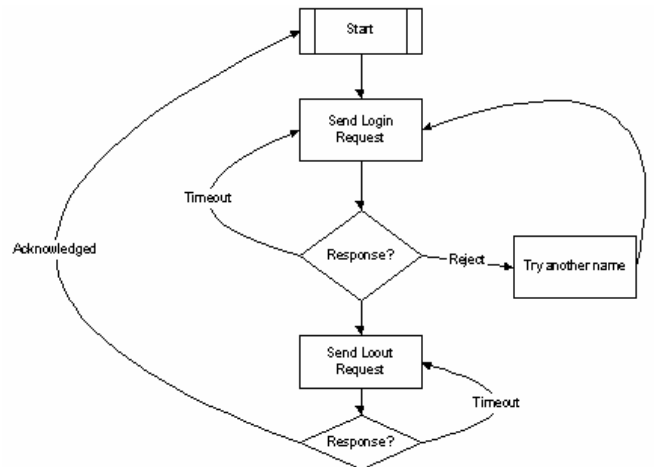 Start
Send Login
Request
Timeout
Acknowledged
Response?
Reject
Try another name
Send Loout
Request
Timeout
Response?